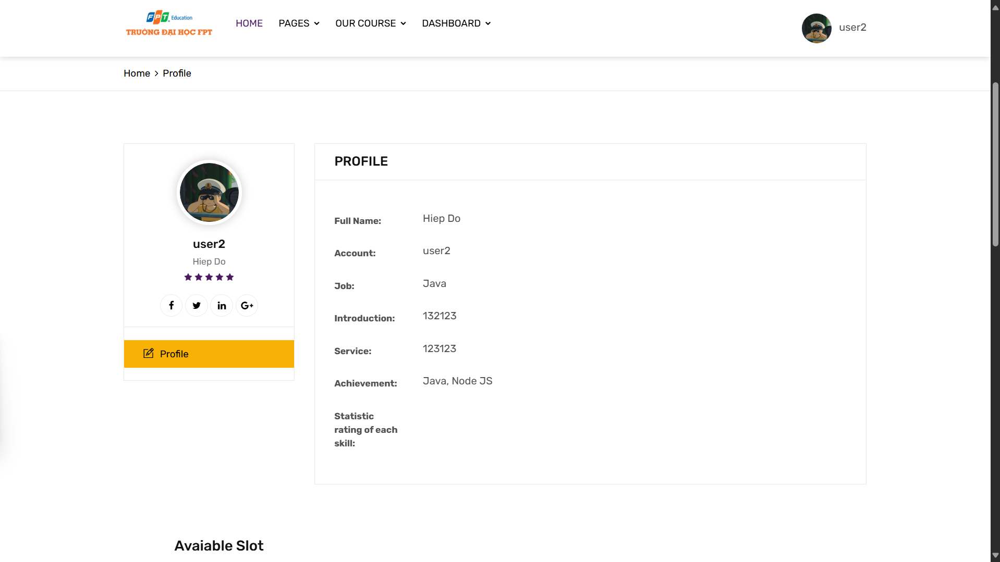 FPT Education
TRƯỜNG ĐẠI HỌC FPT
HOME
PAGES
OUR COURSE
DASHBOARD
user2
Home > Profile
user2
Hiep Do
f
in
G+
Profile
PROFILE
Full Name:
Hiep Do
Account:
user2
Job:
Java
Introduction:
132123
Service:
123123
Achievement:
Java, Node JS
Statistic
rating of each
skill:
Avaiable Slot